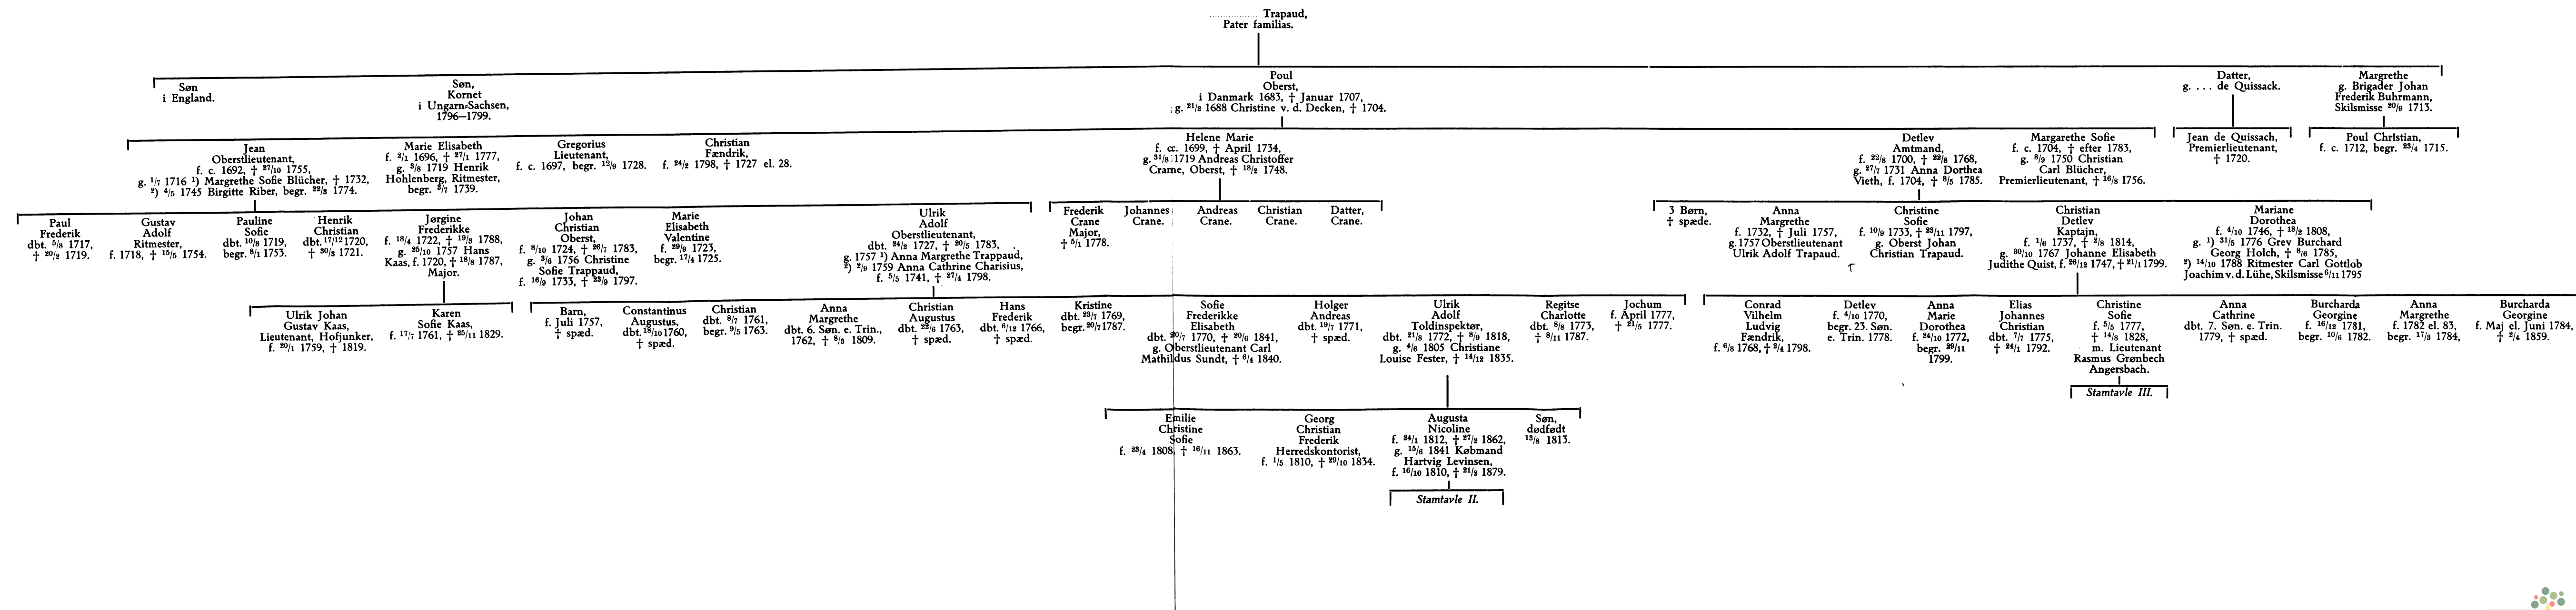 .................. Trapaud,
Pater familias.
Søn
i England.
Søn,
Kornet
i Ungarn-Sachsen,
1796—1799.
Poul
Oberst,
i Danmark 1683, † Januar 1707,
g. 21/2 1688 Christine v. d. Decken, † 1704.
Datter,
g. . . . de Quissack.
Margrethe
g. Brigader Johan
Frederik Buhrmann,
Skilsmisse 20/9 1713.
Jean
Oberstlieutenant,
f. c. 1692, † 27/10 1755,
g. 1/7 1716 1) Margrethe Sofie Blücher, † 1732,
2) 4/5 1745 Birgitte Riber, begr. 22/3 1774.
Marie Elisabeth
f. 2/1 1696, † 27/1 1777,
g. 3/8 1719 Henrik
Hohlenberg, Ritmester,
begr. 3/7 1739.
Gregorius
Lieutenant,
f. c. 1697, begr. 12/9 1728.
Christian
Fændrik,
f. 24/2 1798, † 1727 el. 28.
Helene Marie
f. cc. 1699, † April 1734,
g. 31/8 1719 Andreas Christoffer
Crame, Oberst, † 18/2 1748.
Detlev
Amtmand,
f. 22/8 1700, † 22/8 1768,
g. 27/7 1731 Anna Dorthea
Vieth, f. 1704, † 8/5 1785.
Margarethe Sofie
f. c. 1704, † efter 1783,
g. 8/9 1750 Christian
Carl Blücher,
Premierlieutenant, † 16/8 1756.
Jean de Quissach,
Premierlieutenant,
† 1720.
Poul Christian,
f. c. 1712, begr. 23/4 1715.
Paul
Frederik
dbt. 5/8 1717,
† 20/2 1719.
Gustav
Adolf
Ritmester,
f. 1718, † 15/5 1754.
Pauline
Sofie
dbt. 10/8 1719,
begr. 8/1 1753.
Henrik
Christian
dbt. 17/12 1720,
† 30/3 1721.
Jørgine
Frederikke
f. 18/4 1722, † 19/3 1788,
g. 25/10 1757 Hans
Kaas, f. 1720, † 18/8 1787,
Major.
Johan
Christian
Oberst,
f. 8/10 1724, † 26/7 1783,
g. 3/6 1756 Christine
Sofie Trappaud,
f. 16/9 1733, † 23/9 1797.
Marie
Elisabeth
Valentine
f. 29/9 1723,
begr. 17/4 1725.
Ulrik
Adolf
Oberstlieutenant,
dbt. 24/2 1727, † 20/5 1783,
g. 1757 1) Anna Margrethe Trappaud,
2) 2/9 1759 Anna Cathrine Charisius,
f. 5/5 1741, † 27/4 1798.
Frederik
Crane
Major,
† 5/1 1778.
Johannes
Crane.
Andreas
Crane.
Christian
Crane.
Datter,
Crane.
3 Børn,
† spæde.
Anna
Margrethe
f. 1732, † Juli 1757,
g. 1757 Oberstlieutenant
Ulrik Adolf Trapaud.
Christine
Sofie
f. 10/9 1733, † 23/11 1797,
g. Oberst Johan
Christian Trapaud.
Christian
Detlev
Kaptajn,
f. 1/6 1737, † 2/8 1814,
g. 30/10 1767 Johanne Elisabeth
Judithe Quist, f. 26/12 1747, † 21/1 1799.
Mariane
Dorothea
f. 4/10 1746, † 18/2 1808,
g. 1) 31/5 1776 Grev Burchard
Georg Holch, † 8/6 1785,
2) 14/10 1788 Ritmester Carl Gottlob
Joachim v. d. Lühe, Skilsmisse 6/11 1795
Ulrik Johan
Gustav Kaas,
Lieutenant, Hofjunker,
f. 20/1 1759, † 1819.
Karen
Sofie Kaas,
f. 17/7 1761, † 25/11 1829.
Barn,
f. Juli 1757,
† spæd.
Constantinus
Augustus,
dbt. 18/10 1760,
† spæd.
Christian
dbt. 8/7 1761,
begr. 9/5 1763.
Anna
Margrethe
dbt. 6. Søn. e. Trin.,
1762, † 8/3 1809.
Christian
Augustus
dbt. 22/6 1763,
† spæd.
Hans
Frederik
dbt. 6/12 1766,
† spæd.
Kristine
dbt. 23/7 1769,
begr. 20/7 1787.
Sofie
Frederikke
Elisabeth
dbt. 20/7 1770, † 20/6 1841,
g. Oberstlieutenant Carl
Mathildus Sundt, † 6/4 1840.
Holger
Andreas
dbt. 19/7 1771,
† spæd.
Ulrik
Adolf
Toldinspektør,
dbt. 21/8 1772, † 8/9 1818,
g. 4/6 1805 Christiane
Louise Fester, † 14/12 1835.
Regitse
Charlotte
dbt. 8/8 1773,
† 8/11 1787.
Jochum
f. April 1777,
† 21/5 1777.
Conrad
Vilhelm
Ludvig
Fændrik,
f. 6/8 1768, † 2/4 1798.
Detlev
f. 4/10 1770,
begr. 23. Søn.
e. Trin. 1778.
Anna
Marie
Dorothea
f. 24/10 1772,
begr. 29/11
1799.
Elias
Johannes
Christian
dbt. 7/7 1775,
† 24/1 1792.
Christine
Sofie
f. 5/5 1777,
† 14/8 1828,
m. Lieutenant
Rasmus Grønbech
Angersbach.
Anna
Cathrine
dbt. 7. Søn. e. Trin.
1779, † spæd.
Burcharda
Georgine
f. 16/12 1781,
begr. 10/6 1782.
Anna
Margrethe
f. 1782 el. 83,
begr. 17/3 1784,
Burcharda
Georgine
f. Maj el. Juni 1784,
† 2/4 1859.
Stamtavle III.
Emilie
Christine
Sofie
f. 23/4 1808, † 16/11 1863.
Georg
Christian
Frederik
Herredskontorist,
f. 1/5 1810, † 29/10 1834.
Augusta
Nicoline
f. 24/1 1812, † 27/2 1862,
g. 15/6 1841 Købmand
Hartvig Levinsen,
f. 16/10 1810, † 21/2 1879.
Søn,
dødfødt
13/8 1813.
Stamtavle II.